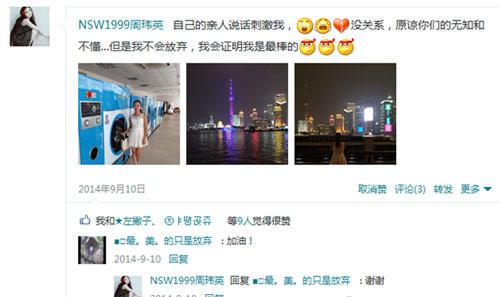 NSW1999周玮英 自己的亲人说话刺激我，没关系，原谅你们的无知和
不懂...但是我不会放弃，我会证明我是最棒的
2014年9月10日 取消赞 评论(3) 转发 更多
我和★左撇子、 等9人觉得很赞
■□最。美。的只是放弃 : 加油！
2014-9-10 回复
NSW1999周玮英 回复 ■□最。美。的只是放弃 : 谢谢
2014-9-10 回复